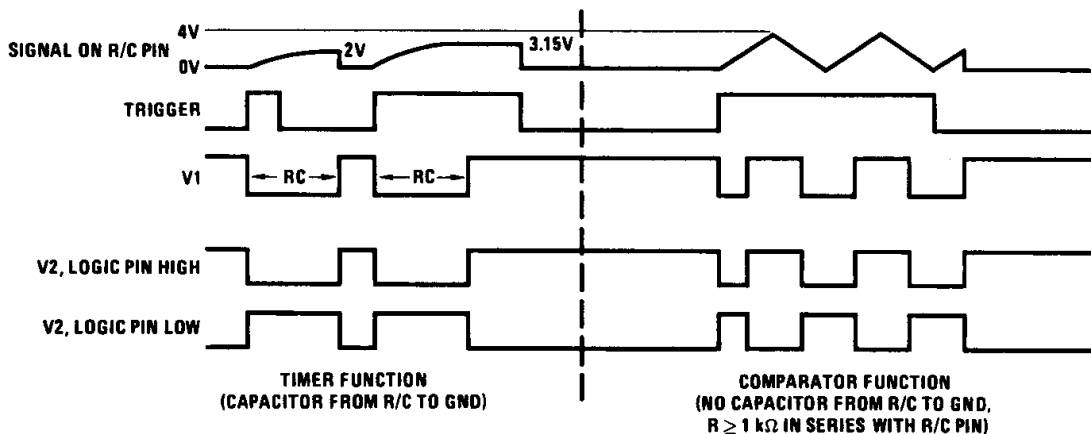 4V
SIGNAL ON R/C PIN
2V
3.15V
0V
TRIGGER
V1
RC
RC
V2, LOGIC PIN HIGH
V2, LOGIC PIN LOW
TIMER FUNCTION
(CAPACITOR FROM R/C TO GND)
COMPARATOR FUNCTION
(NO CAPACITOR FROM R/C TO GND,
R ≥ 1 kΩ IN SERIES WITH R/C PIN)